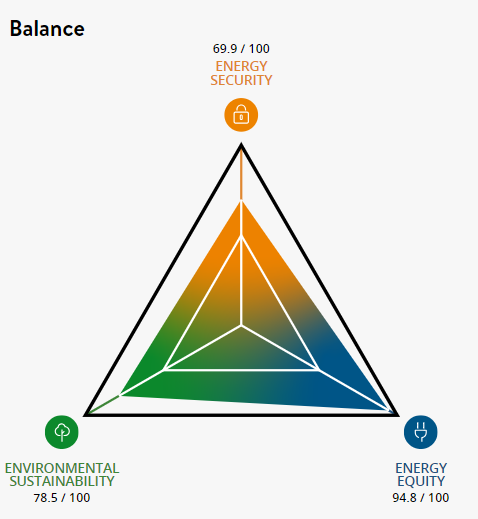 Balance
69.9 / 100
ENERGY
SECURITY
ENVIRONMENTAL
SUSTAINABILITY
78.5 / 100
ENERGY
EQUITY
94.8 / 100